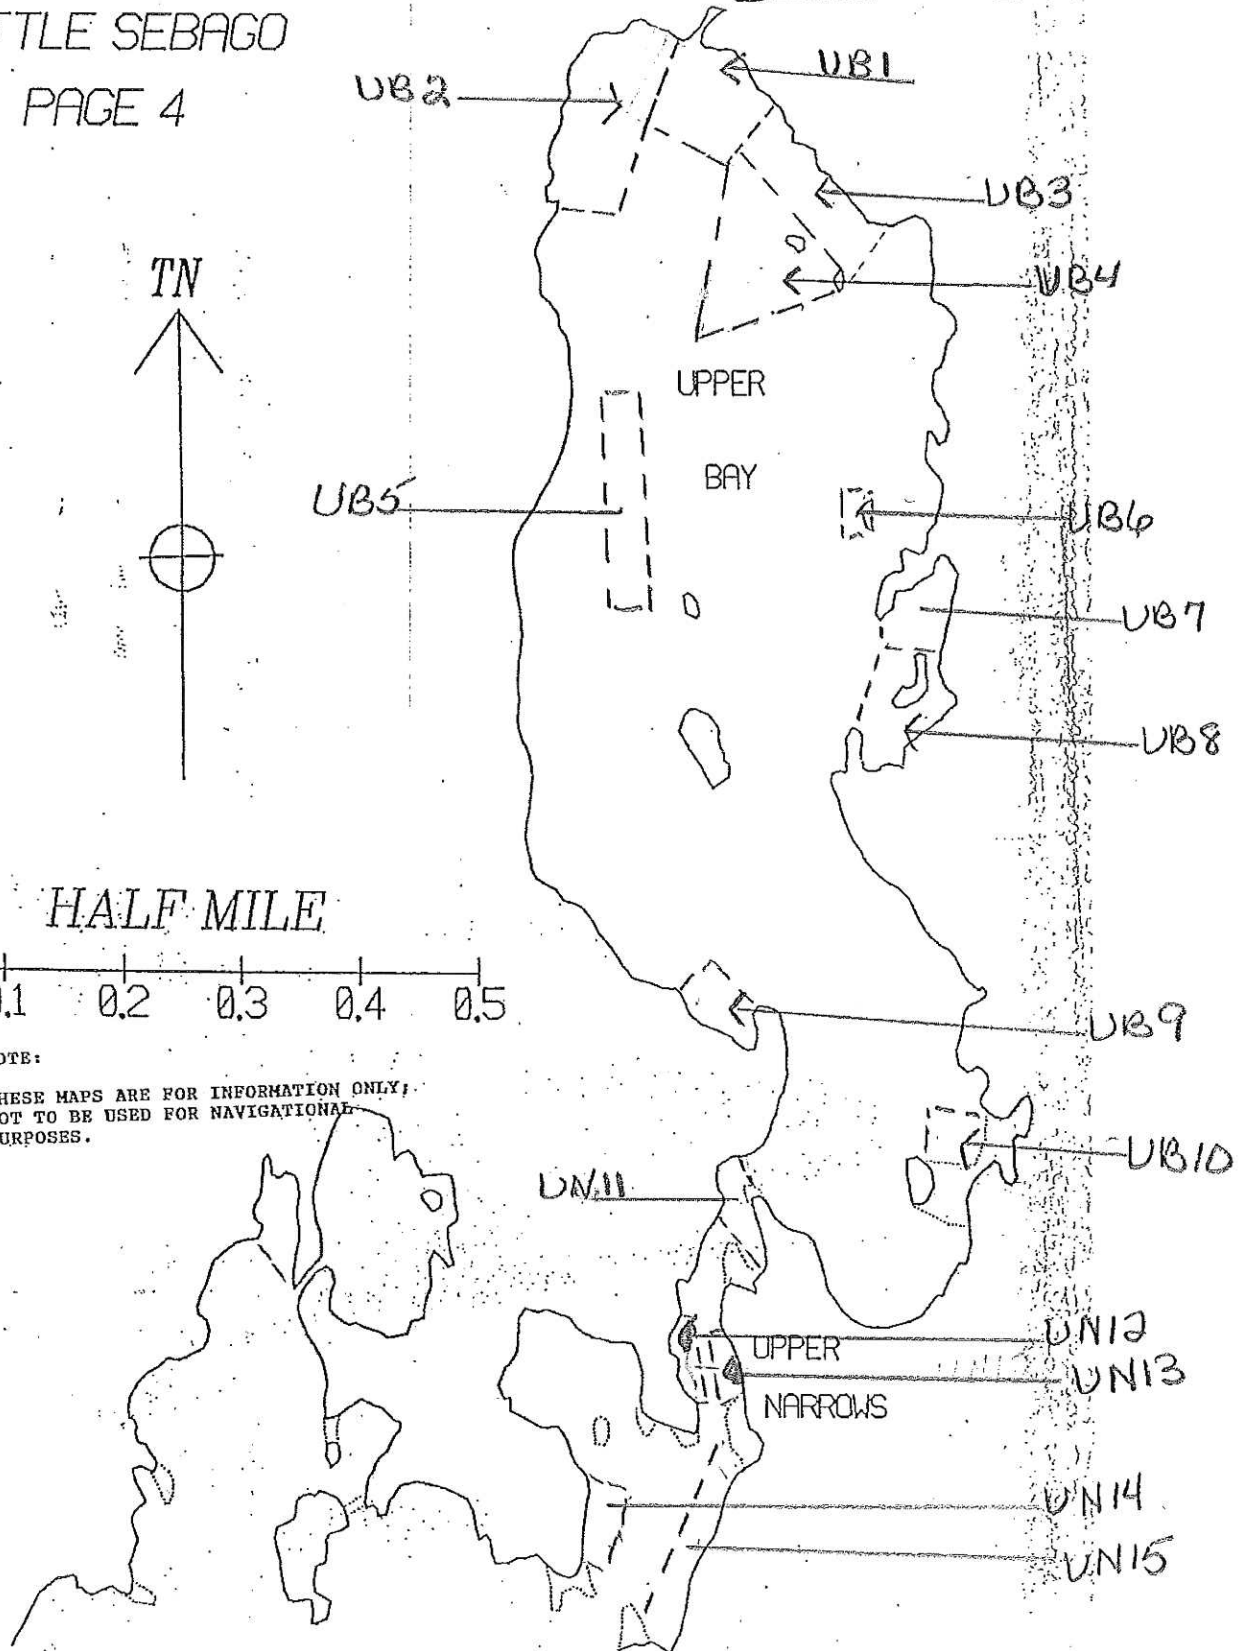 TTLE SEBAGO
PAGE 4
UB1
UB2
UB3
TN
UB4
UPPER
BAY
UB5
UB6
UB7
UB8
HALF MILE
0.1 0.2 0.3 0.4 0.5
UB9
OTE:
HESE MAPS ARE FOR INFORMATION ONLY;
OT TO BE USED FOR NAVIGATIONAL
URPOSES.
UB10
UN11
UN12
UPPER
UN13
NARROWS
UN14
UN15